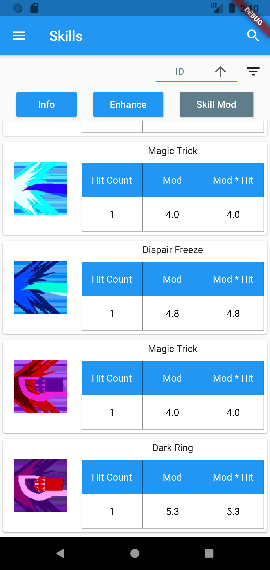 DEBUG
Skills
ID
Info Enhance Skill Mod
Magic Trick
Hit Count Mod Mod * Hit
1 4.0 4.0
Dispair Freeze
Hit Count Mod Mod * Hit
1 4.8 4.8
Magic Trick
Hit Count Mod Mod * Hit
1 4.0 4.0
Dark Ring
Hit Count Mod Mod * Hit
1 5.3 5.3